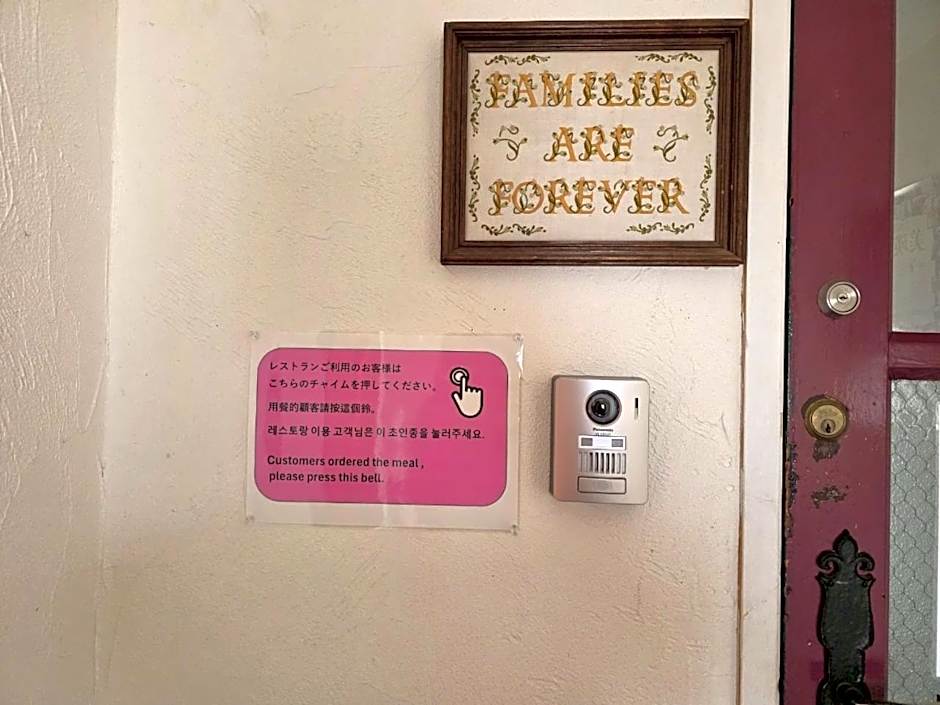 FAMILIES
ARE
FOREVER
レストランご利用のお客様は
こちらのチャイムを押してください。
用餐的顧客請按這個鈴。
레스토랑 이용 고객님은 이 초인종을 눌러주세요.
Customers ordered the meal ,
please press this bell.
Panasonic